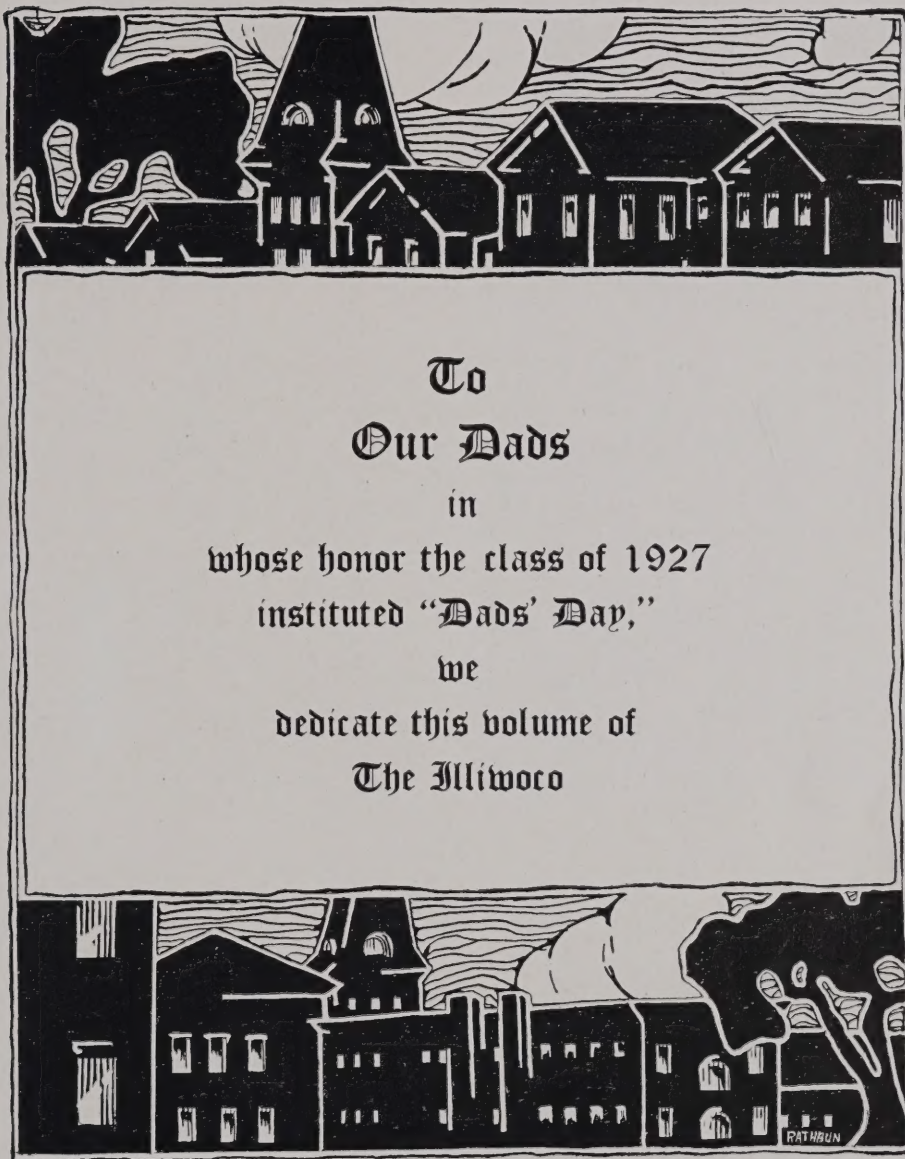 To
Our Dads
in
whose honor the class of 1927
instituted “Dads’ Day,”
we
dedicate this volume of
The Illiwoco
RATHBUN